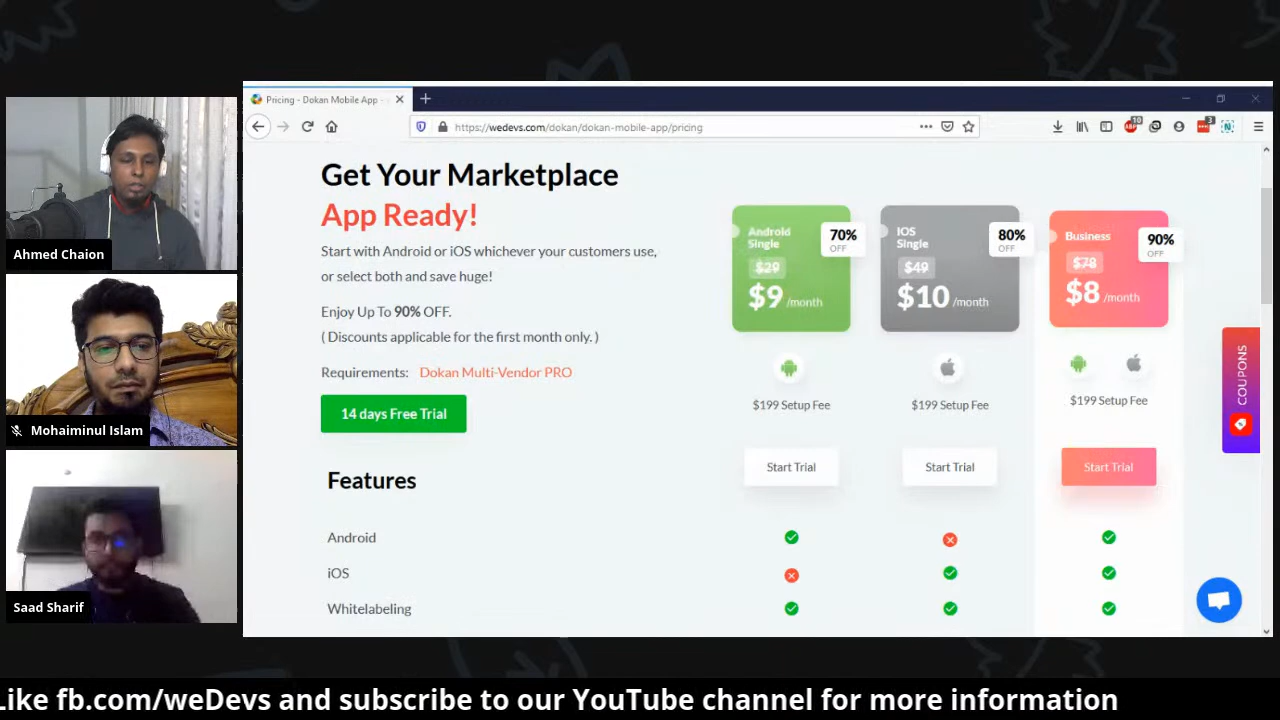 Pricing - Dokan Mobile App -
https://wedevs.com/dokan/dokan-mobile-app/pricing
10
3
Get Your Marketplace
App Ready!
Start with Android or iOS whichever your customers use,
or select both and save huge!
Enjoy Up To 90% OFF.
( Discounts applicable for the first month only. )
Requirements: Dokan Multi-Vendor PRO
14 days Free Trial
Android
Single
70%
OFF
$29
$9 /month
$199 Setup Fee
Start Trial
IOS
Single
80%
OFF
$49
$10 /month
$199 Setup Fee
Start Trial
Business
90%
OFF
$78
$8 /month
$199 Setup Fee
Start Trial
COUPONS
Features
Android
iOS
Whitelabeling
Ahmed Chaion
Mohaiminul Islam
Saad Sharif
Like fb.com/weDevs and subscribe to our YouTube channel for more information